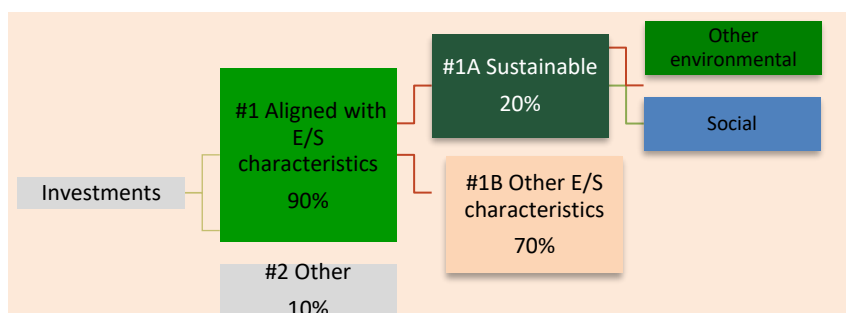 Investments
#1 Aligned with
E/S
characteristics
90%
#2 Other
10%
#1A Sustainable
20%
#1B Other E/S
characteristics
70%
Other
environmental
Social